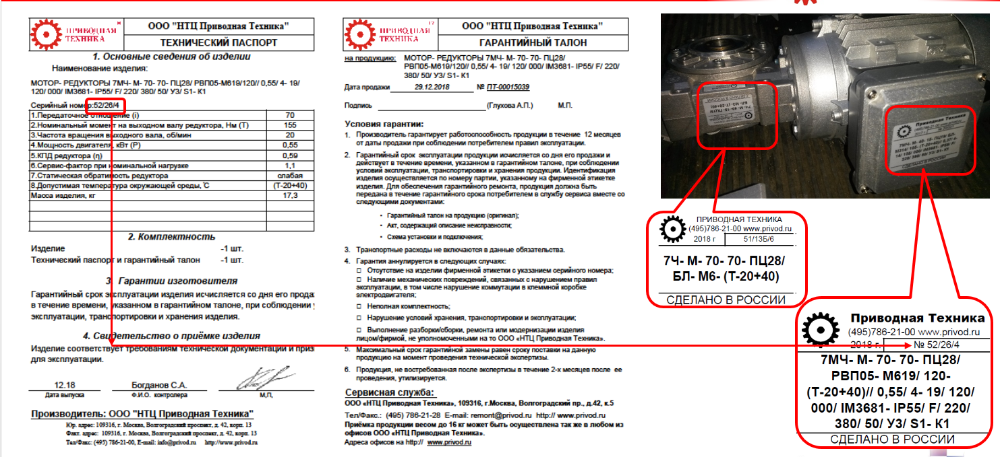 ПРИВОДНАЯ
ТЕХНИКА
ООО "НТЦ Приводная Техника"
ТЕХНИЧЕСКИЙ ПАСПОРТ
1. Основные сведения об изделии
Наименование изделия:
МОТОР- РЕДУКТОРЫ 7МЧ- М- 70- 70- ПЦ28/ РВП05-М619/120// 0,55/ 4- 19/
120/ 000/ IM3681- IP55/ F/ 220/ 380/ 50/ У3/ S1- К1
Серийный номер:52/26/4
1.Передаточное отношение (i) 70
2.Номинальный момент на выходном валу редуктора, Нм (Т) 155
3.Частота вращения выходного вала, об/мин 20
4.Мощность двигателя, кВт (Р) 0,55
5.КПД редуктора (η) 0,59
6.Сервис-фактор при номинальной нагрузке 1,1
7.Статическая обратимость редуктора слабая
8.Допустимая температура окружающей среды, °С (Т-20+40)
Масса изделия, кг 17,3
2. Комплектность
Изделие -1 шт.
Технический паспорт и гарантийный талон -1 шт.
3. Гарантии изготовителя
Гарантийный срок эксплуатации изделия исчисляется со дня его прода
в течение времени, указанном в гарантийном талоне, при соблюдении
эксплуатации, транспортировки и хранения изделия.
4. Свидетельство о приёмке изделия
Изделие соответствует требованиям технической документации и приз
для эксплуатации.
12.18 Богданов С.А.
Дата выпуска Ф.И.О. контролера М,П,
Производитель: ООО "НТЦ Приводная Техника"
Юр. адрес: 109316, г. Москва, Волгоградский проспект, д. 42, корп. 13
Факт. адрес: 109316, г. Москва, Волгоградский проспект, д. 42, корп. 13
Тел/Факс: (495) 786-21-00, E-mail: info@privod.ru http://www.privod.ru
ПРИВОДНАЯ
ТЕХНИКА
ООО "НТЦ Приводная Техника"
ГАРАНТИЙНЫЙ ТАЛОН
на продукцию: МОТОР- РЕДУКТОРЫ 7МЧ- М- 70- 70- ПЦ28/
РВП05-М619/120// 0,55/ 4- 19/ 120/ 000/ IM3681- IP55/ F/ 220/
380/ 50/ У3/ S1- К1
Дата продажи 29.12.2018 № ПТ-00015039
Подпись (Глухова А.П.) М.П.
Условия гарантии:
1. Производитель гарантирует работоспособность продукции в течение 12 месяцев
от даты продажи при соблюдении потребителем правил эксплуатации.
2. Гарантийный срок эксплуатации продукции исчисляется со дня его продажи и
действует в течение времени, указанном в гарантийном талоне, при соблюдении
условий эксплуатации, транспортировки и хранения продукции. Идентификация
изделия осуществляется по номеру партии, указанному на фирменной этикетке
изделия. Для обеспечения гарантийного ремонта, продукция должна быть
передана в течение гарантийного срока потребителем в службу сервиса вместе со
следующими документами:
• Гарантийный талон на продукцию (оригинал);
• Акт, содержащий описание неисправности;
• Схема установки и подключения;
3. Транспортные расходы не включаются в данные обязательства.
4. Гарантия аннулируется в следующих случаях:
□ Отсутствие на изделии фирменной этикетки с указанием серийного номера;
□ Наличие механических повреждений, связанных с нарушением правил
эксплуатации, в том числе нарушение коммутации в клеммной коробке
электродвигателя;
□ Неполная комплектность;
□ Нарушение условий хранения, транспортировки и эксплуатации;
□ Выполнение разборки/сборки, ремонта или модернизации изделия
лицом/фирмой, не уполномоченными на то ООО «НТЦ Приводная Техника».
5. Максимальный срок гарантийной замены равен сроку поставки на данную
продукцию на момент проведения технической экспертизы.
6. Продукция, не востребованная после экспертизы в течение 2-х месяцев после ее
проведения, утилизируется.
Сервисная служба:
ООО «НТЦ Приводная Техника», 109316, г.Москва, Волгоградский пр., д.42, к.5
Тел/Факс.: (495) 786-21-28 E-mail: remont@privod.ru http:// www.privod.ru
Приёмка продукции весом до 16 кг может быть осуществлена так же в любом из
офисов ООО «НТЦ Приводная Техника».
Адреса офисов на http:// www.privod.ru
Приводная Техника
7МЧ- М- 40- 15- ПЦ19/ БЛ-
СДЕЛАНО В РОССИИ
ПРИВОДНАЯ ТЕХНИКА
(495)786-21-00 www.privod.ru
2018 г 51/13Б/6
7Ч- М- 70- 70- ПЦ28/
БЛ- М6- (Т-20+40)
СДЕЛАНО В РОССИИ
Приводная Техника
(495)786-21-00 www.privod.ru
2018 г. № 52/26/4
7МЧ- М- 70- 70- ПЦ28/
РВП05- М619/ 120-
(Т-20+40)// 0,55/ 4- 19/ 120/
000/ IM3681- IP55/ F/ 220/
380/ 50/ У3/ S1- К1
СДЕЛАНО В РОССИИ